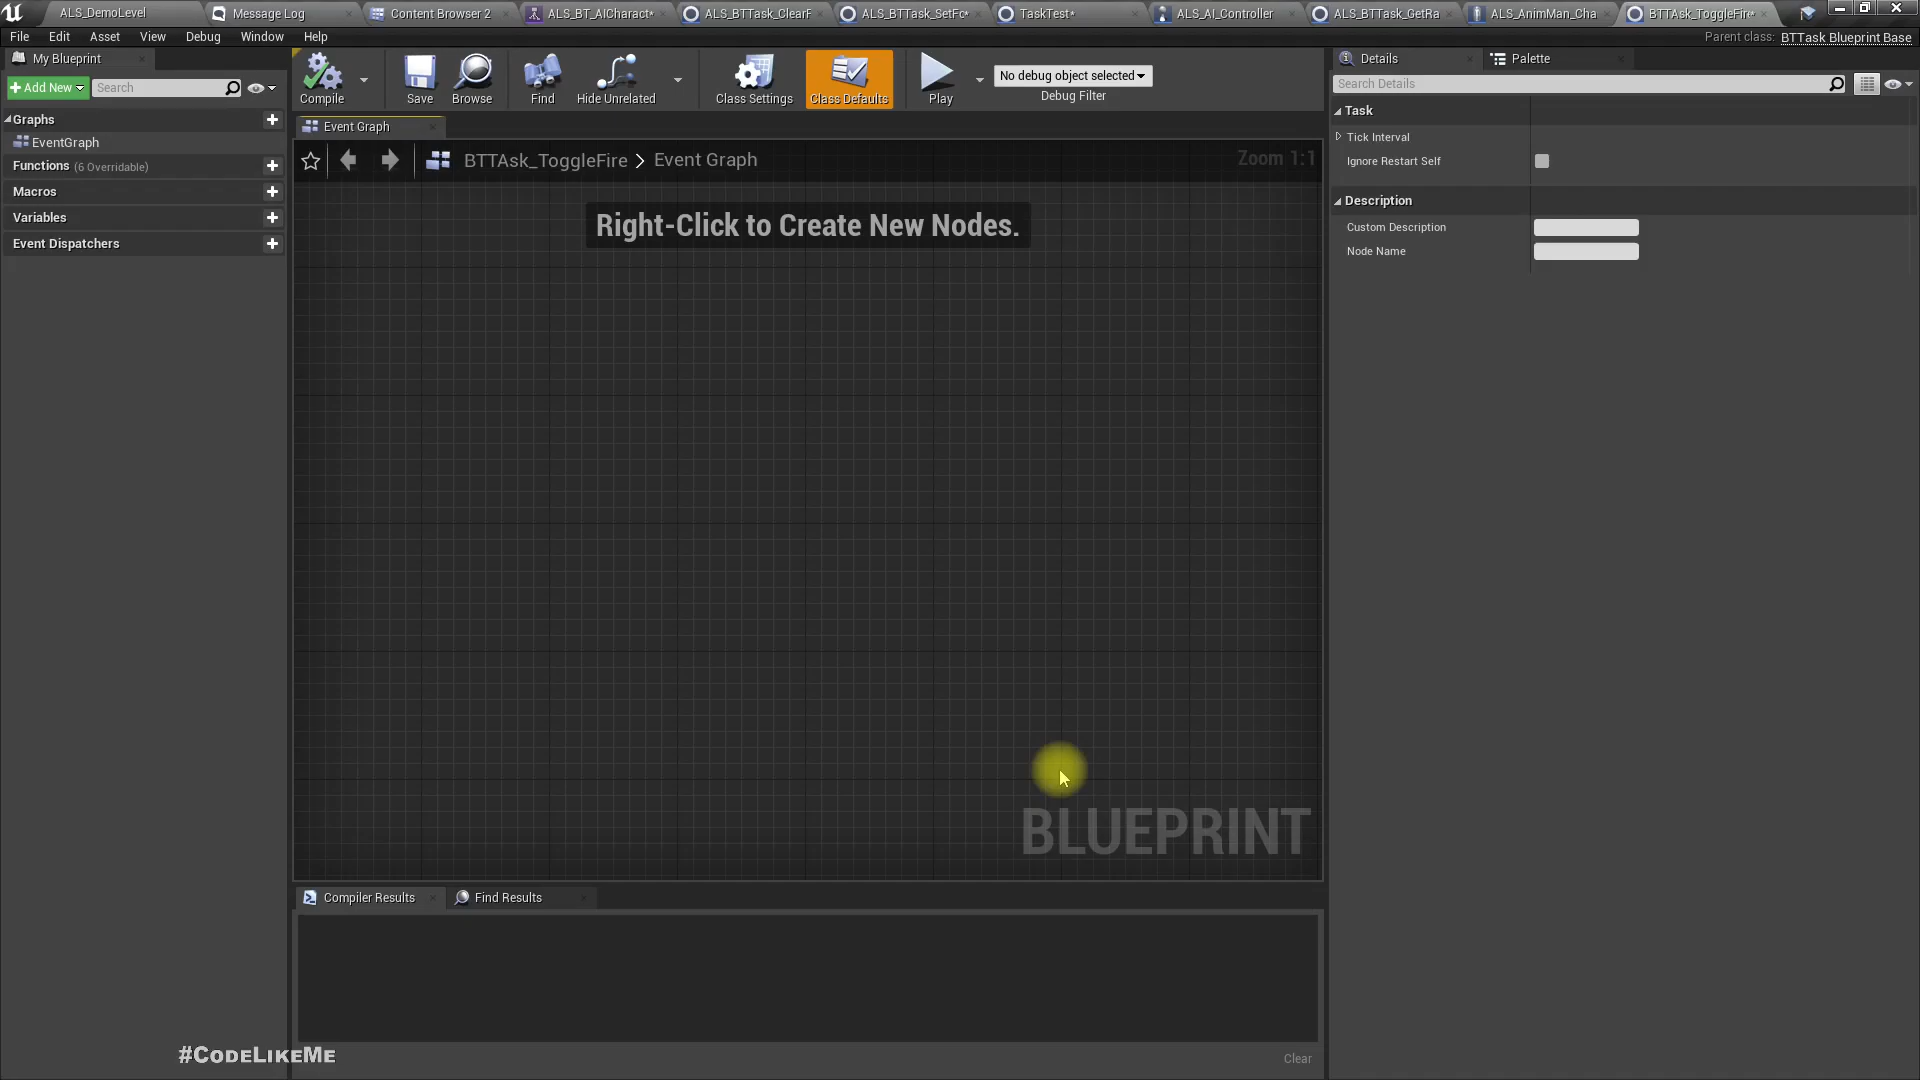 ALS_DemoLevel
Message Log
Content Browser 2
ALS_BT_AICharact*
ALS_BTTask_ClearF
ALS_BTTask_SetFc*
TaskTest*
ALS_AI_Controller
ALS_BTTask_GetRa
ALS_AnimMan_Cha
BTTAsk_ToggleFire*
File
Edit
Asset
View
Debug
Window
Help
Parent class:
BTTask Blueprint Base
My Blueprint
Add New
Search
Graphs
EventGraph
Functions (6 Overridable)
Macros
Variables
Event Dispatchers
Compile
Save
Browse
Find
Hide Unrelated
Class Settings
Class Defaults
Play
No debug object selected
Debug Filter
Event Graph
BTTAsk_ToggleFire > Event Graph
Zoom 1:1
Right-Click to Create New Nodes.
BLUEPRINT
Compiler Results
Find Results
Clear
Details
Palette
Search Details
Task
Tick Interval
Ignore Restart Self
Description
Custom Description
Node Name
#CodeLikeMe